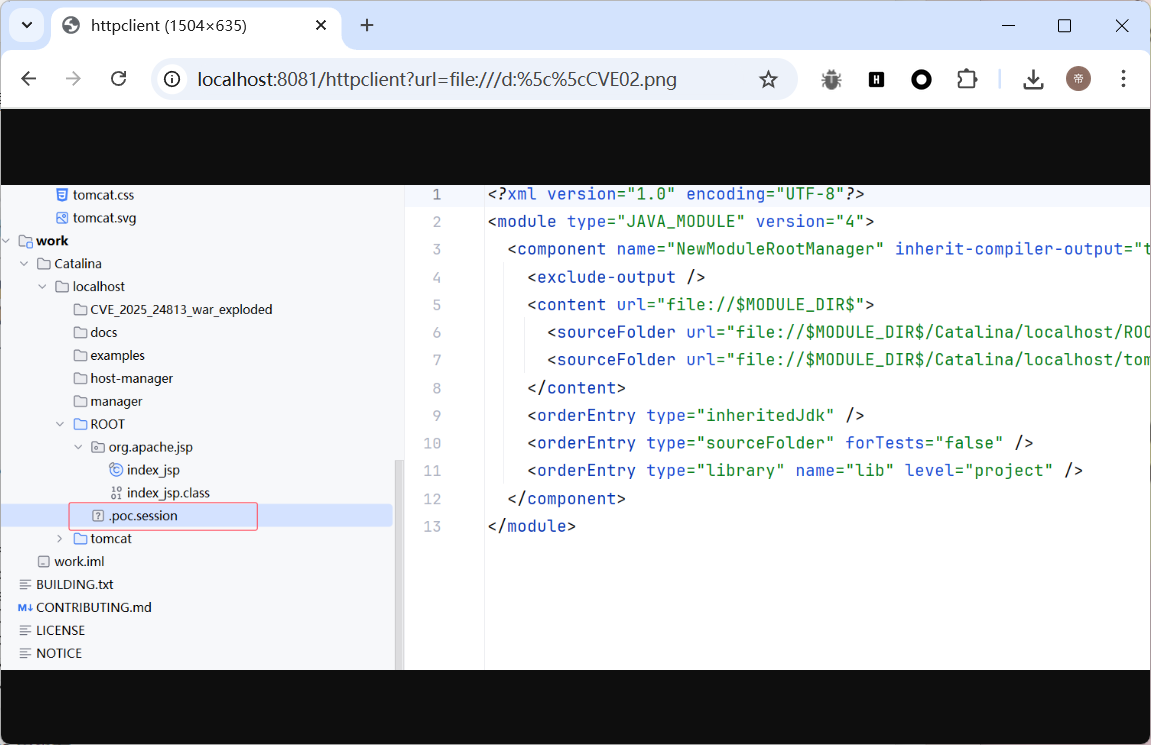 httpclient (1504×635)
localhost:8081/httpclient?url=file:///d:%5c%5cCVE02.png
H
帝
tomcat.css
tomcat.svg
work
Catalina
localhost
CVE_2025_24813_war_exploded
docs
examples
host-manager
manager
ROOT
org.apache.jsp
index_jsp
index_jsp.class
.poc.session
tomcat
work.iml
BUILDING.txt
CONTRIBUTING.md
LICENSE
NOTICE
1 <?xml version="1.0" encoding="UTF-8"?>
2 <module type="JAVA_MODULE" version="4">
3 <component name="NewModuleRootManager" inherit-compiler-output="t
4 <exclude-output />
5 <content url="file://$MODULE_DIR$">
6 <sourceFolder url="file://$MODULE_DIR$/Catalina/localhost/ROO
7 <sourceFolder url="file://$MODULE_DIR$/Catalina/localhost/tom
8 </content>
9 <orderEntry type="inheritedJdk" />
10 <orderEntry type="sourceFolder" forTests="false" />
11 <orderEntry type="library" name="lib" level="project" />
12 </component>
13 </module>